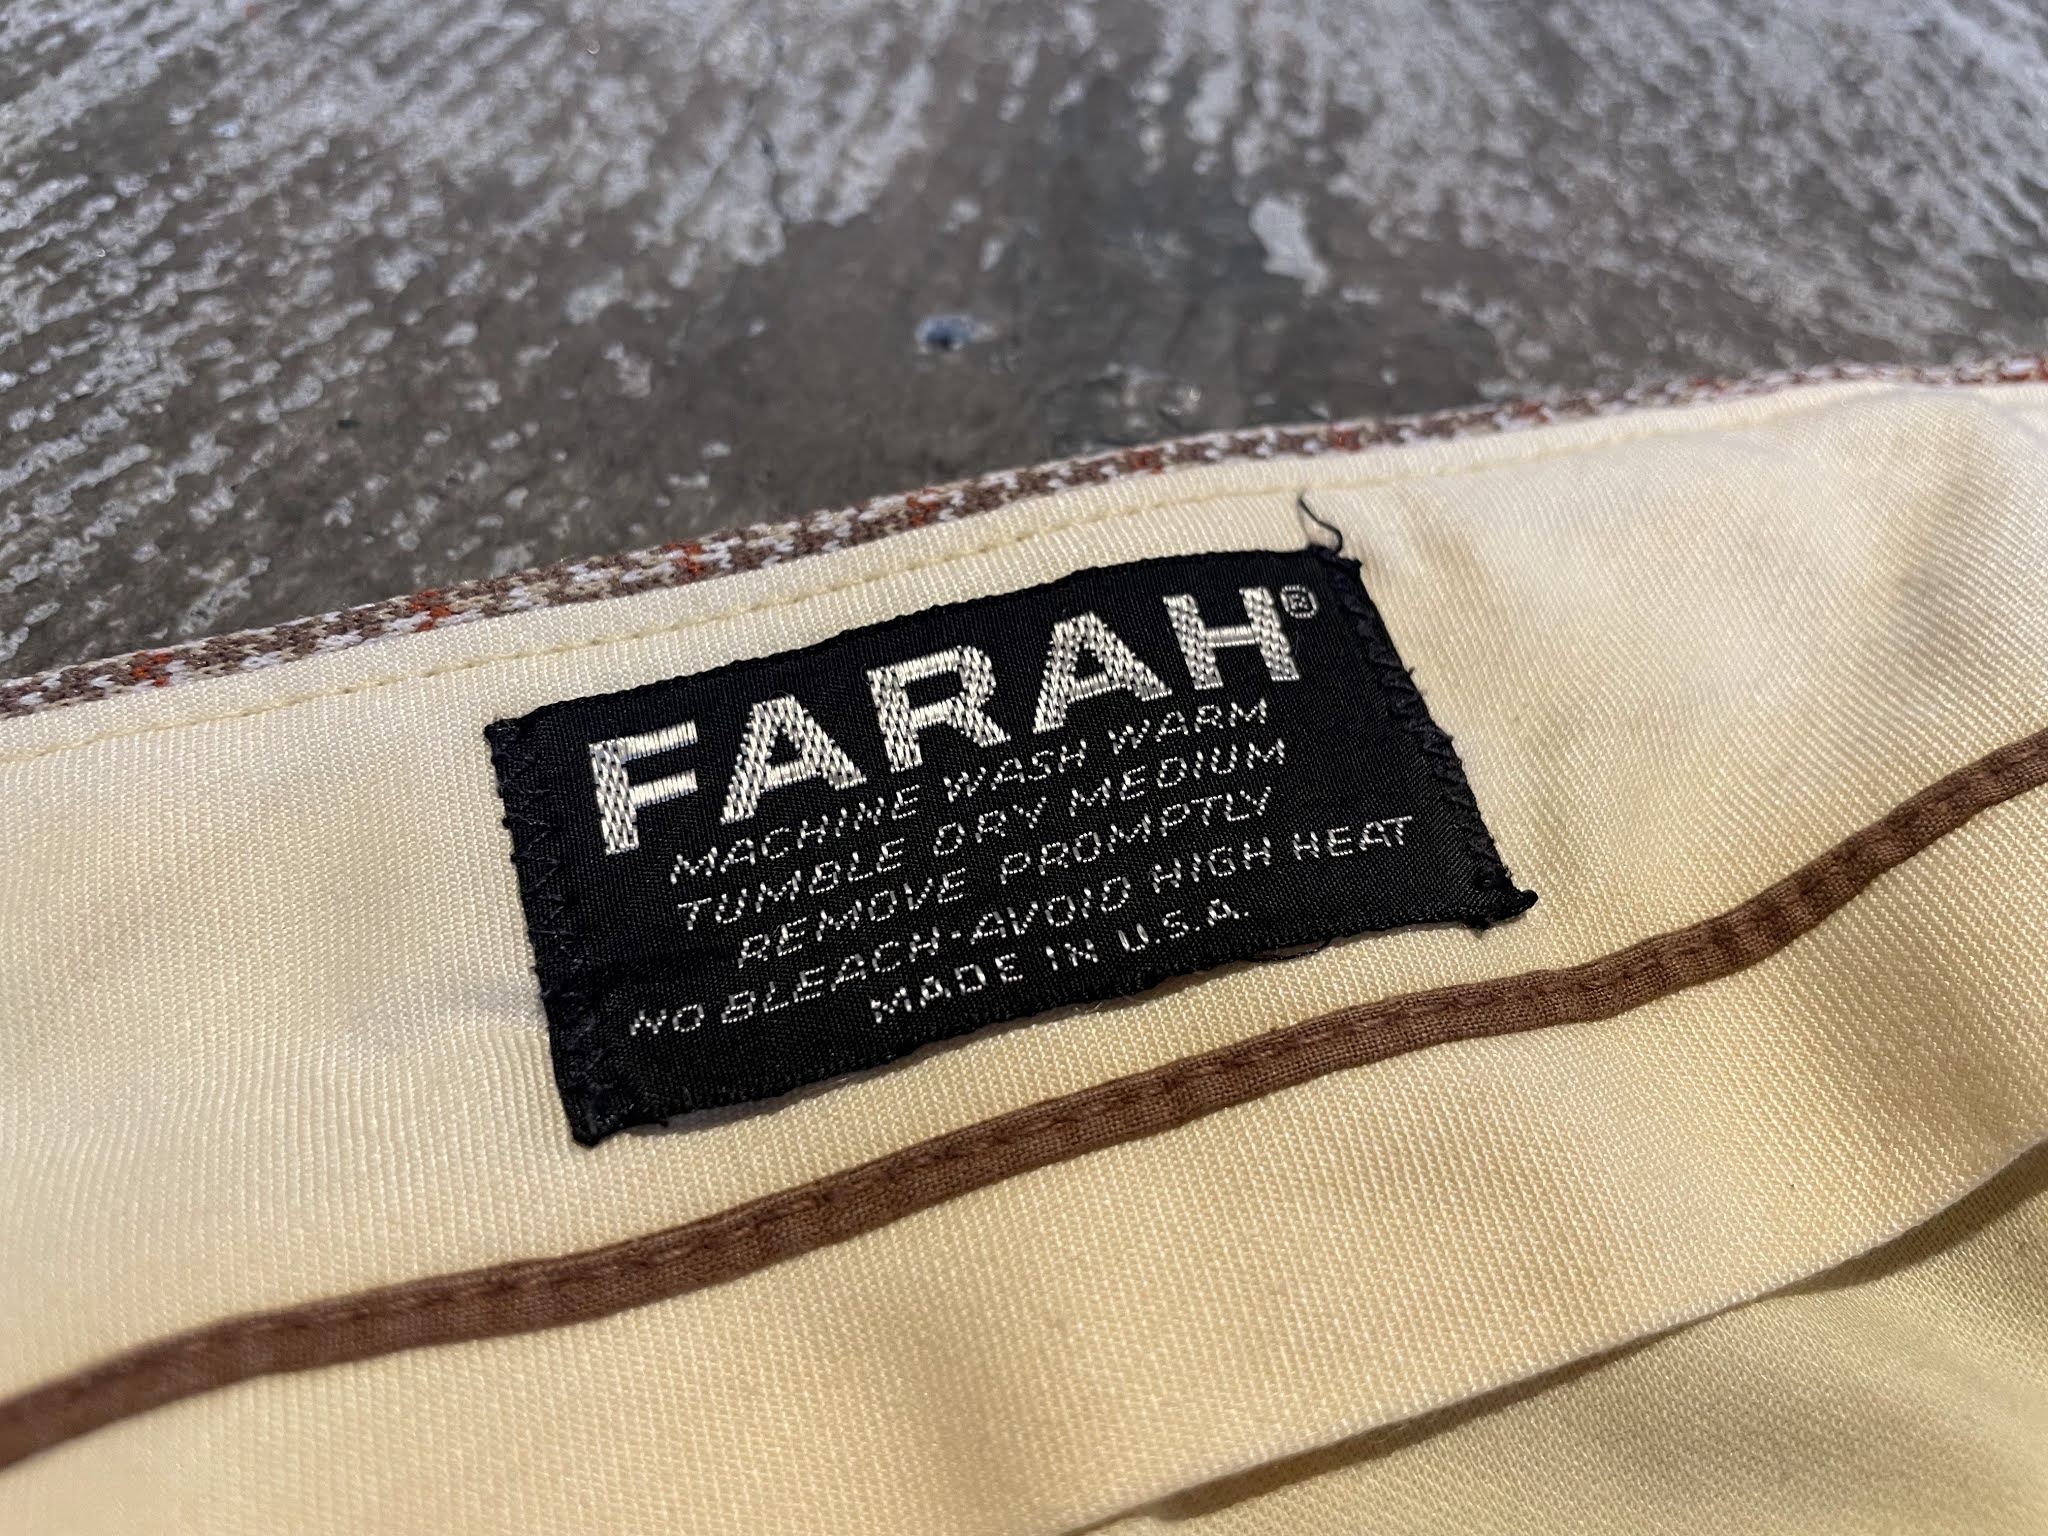 FARAH®
MACHINE WASH WARM
TUMBLE DRY MEDIUM
REMOVE PROMPTLY
NO BLEACH-AVOID HIGH HEAT
MADE IN U.S.A.